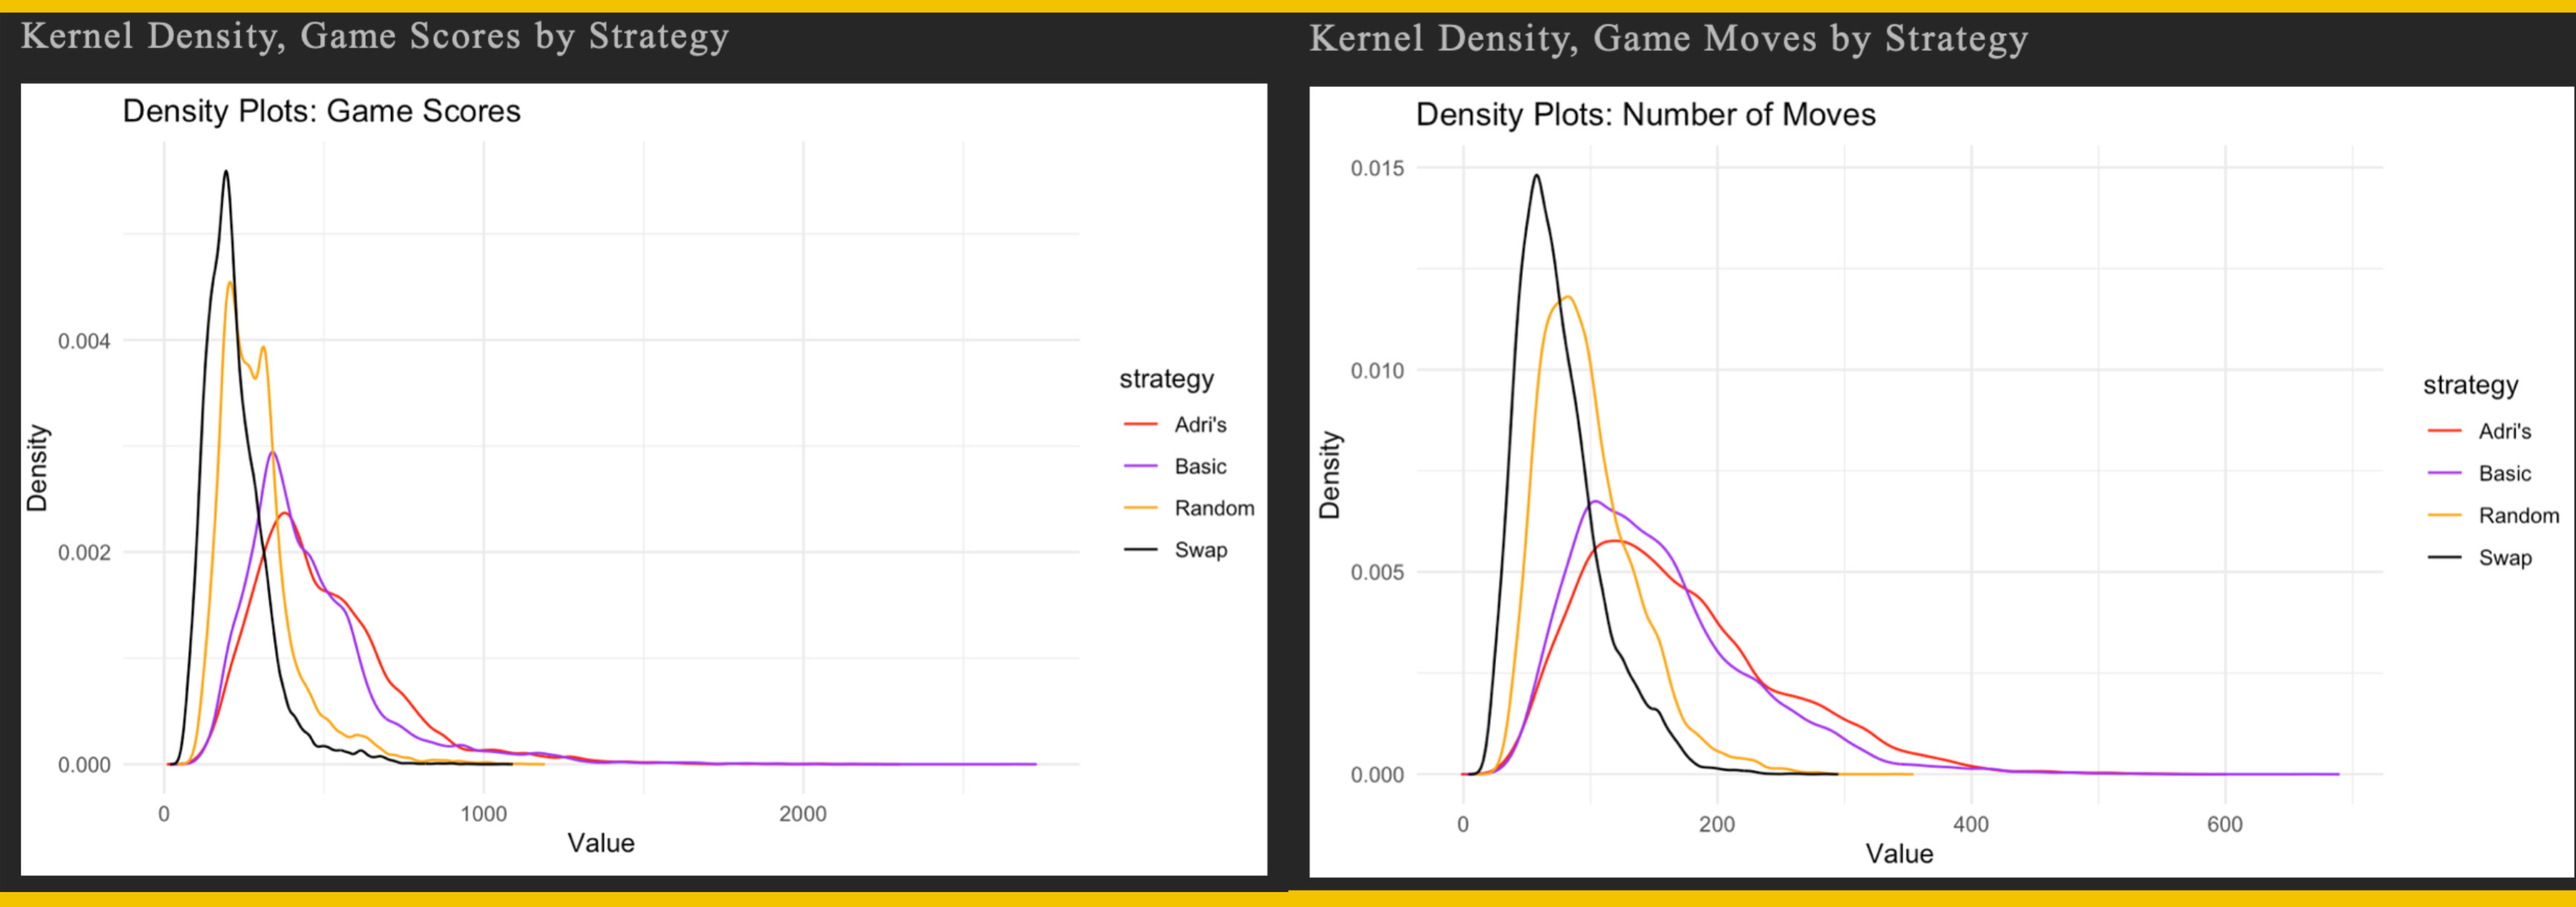 Kernel Density, Game Scores by Strategy
Density Plots: Game Scores
0.004
0.002
0.000
Density
0
1000
2000
Value
strategy
Adri's
Basic
Random
Swap
Kernel Density, Game Moves by Strategy
Density Plots: Number of Moves
0.015
0.010
0.005
0.000
Density
0
200
400
600
Value
strategy
Adri's
Basic
Random
Swap